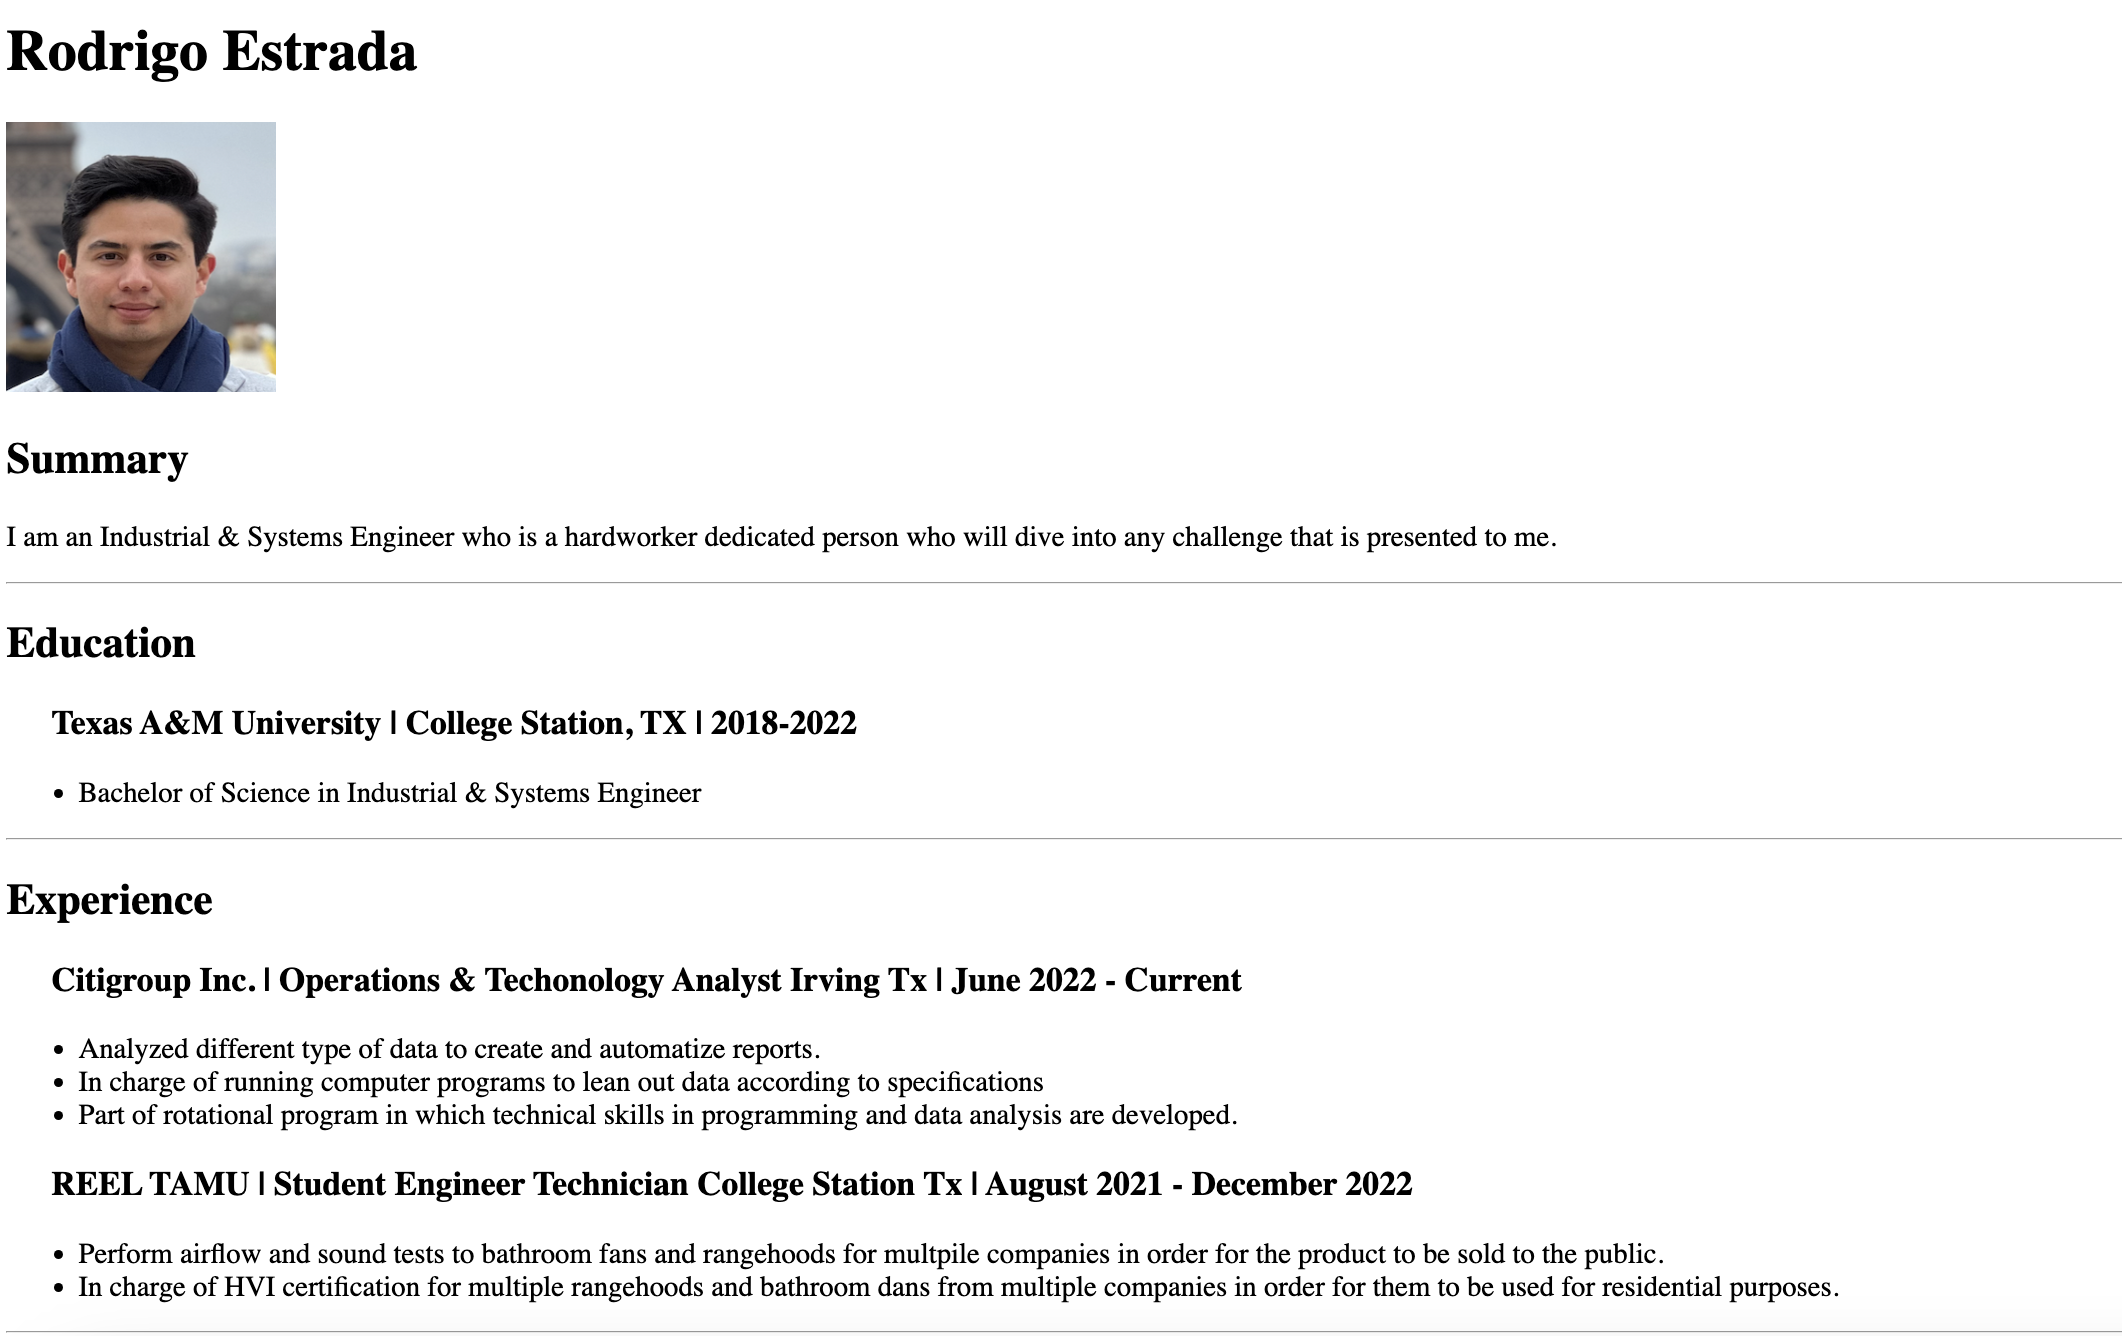 Rodrigo Estrada
Summary
I am an Industrial & Systems Engineer who is a hardworker dedicated person who will dive into any challenge that is presented to me.
Education
Texas A&M University | College Station, TX | 2018-2022
• Bachelor of Science in Industrial & Systems Engineer
Experience
Citigroup Inc. | Operations & Techonology Analyst Irving Tx | June 2022 - Current
• Analyzed different type of data to create and automatize reports.
• In charge of running computer programs to lean out data according to specifications
• Part of rotational program in which technical skills in programming and data analysis are developed.
REEL TAMU | Student Engineer Technician College Station Tx | August 2021 - December 2022
• Perform airflow and sound tests to bathroom fans and rangehoods for multpile companies in order for the product to be sold to the public.
• In charge of HVI certification for multiple rangehoods and bathroom dans from multiple companies in order for them to be used for residential purposes.